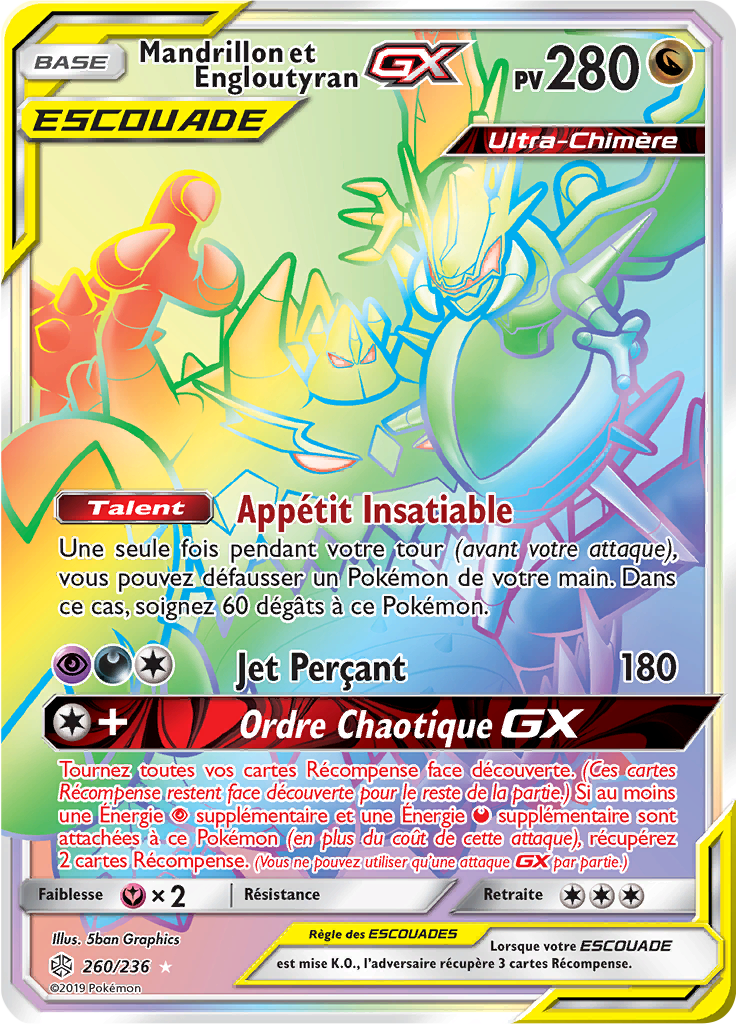 BASE
Mandrillon et
Engloutyran GX
PV 280
ESCOUADE
Ultra-Chimère
Talent Appétit Insatiable
Une seule fois pendant votre tour (avant votre attaque),
vous pouvez défausser un Pokémon de votre main. Dans
ce cas, soignez 60 dégâts à ce Pokémon.
Jet Perçant 180
+ Ordre Chaotique GX
Tournez toutes vos cartes Récompense face découverte. (Ces cartes
Récompense restent face découverte pour le reste de la partie.) Si au moins
une Énergie supplémentaire et une Énergie supplémentaire sont
attachées à ce Pokémon (en plus du coût de cette attaque), récupérez
2 cartes Récompense. (Vous ne pouvez utiliser qu'une attaque GX par partie.)
Faiblesse ×2 Résistance Retraite
Illus. 5ban Graphics
260/236
©2019 Pokémon
Règle des ESCOUADES
Lorsque votre ESCOUADE
est mise K.O., l'adversaire récupère 3 cartes Récompense.